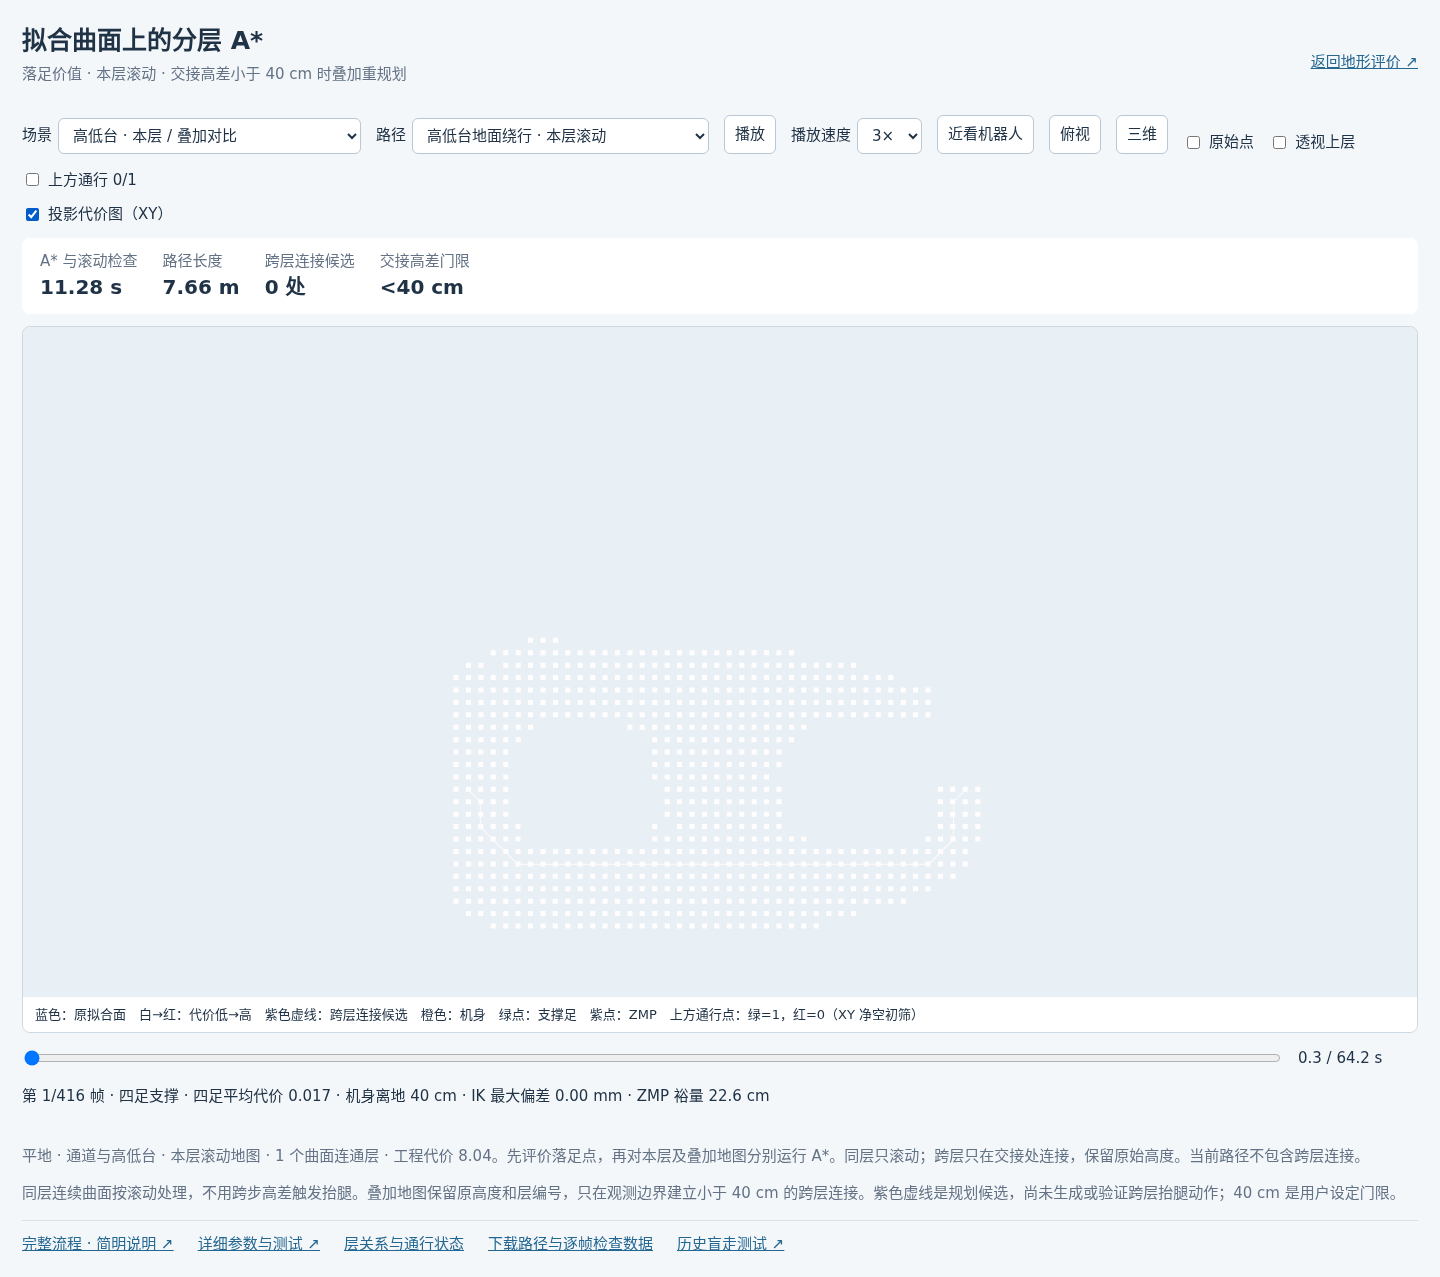 拟合曲面上的分层 A*
落足价值 · 本层滚动 · 交接高差小于 40 cm 时叠加重规划
返回地形评价 ↗
场景 高低台 · 本层 / 叠加对比 路径 高低台地面绕行 · 本层滚动 播放 播放速度 3× 近看机器人 俯视 三维 原始点 透视上层
上方通行 0/1
投影代价图（XY）
A* 与滚动检查 路径长度 跨层连接候选 交接高差门限
11.28 s 7.66 m 0 处 <40 cm
蓝色：原拟合面 白→红：代价低→高 紫色虚线：跨层连接候选 橙色：机身 绿点：支撑足 紫点：ZMP 上方通行点：绿=1，红=0（XY 净空初筛）
0.3 / 64.2 s
第 1/416 帧 · 四足支撑 · 四足平均代价 0.017 · 机身离地 40 cm · IK 最大偏差 0.00 mm · ZMP 裕量 22.6 cm
平地 · 通道与高低台 · 本层滚动地图 · 1 个曲面连通层 · 工程代价 8.04。先评价落足点，再对本层及叠加地图分别运行 A*。同层只滚动；跨层只在交接处连接，保留原始高度。当前路径不包含跨层连接。
同层连续曲面按滚动处理，不用跨步高差触发抬腿。叠加地图保留原高度和层编号，只在观测边界建立小于 40 cm 的跨层连接。紫色虚线是规划候选，尚未生成或验证跨层抬腿动作；40 cm 是用户设定门限。
完整流程 · 简明说明 ↗ 详细参数与测试 ↗ 层关系与通行状态 下载路径与逐帧检查数据 历史盲走测试 ↗